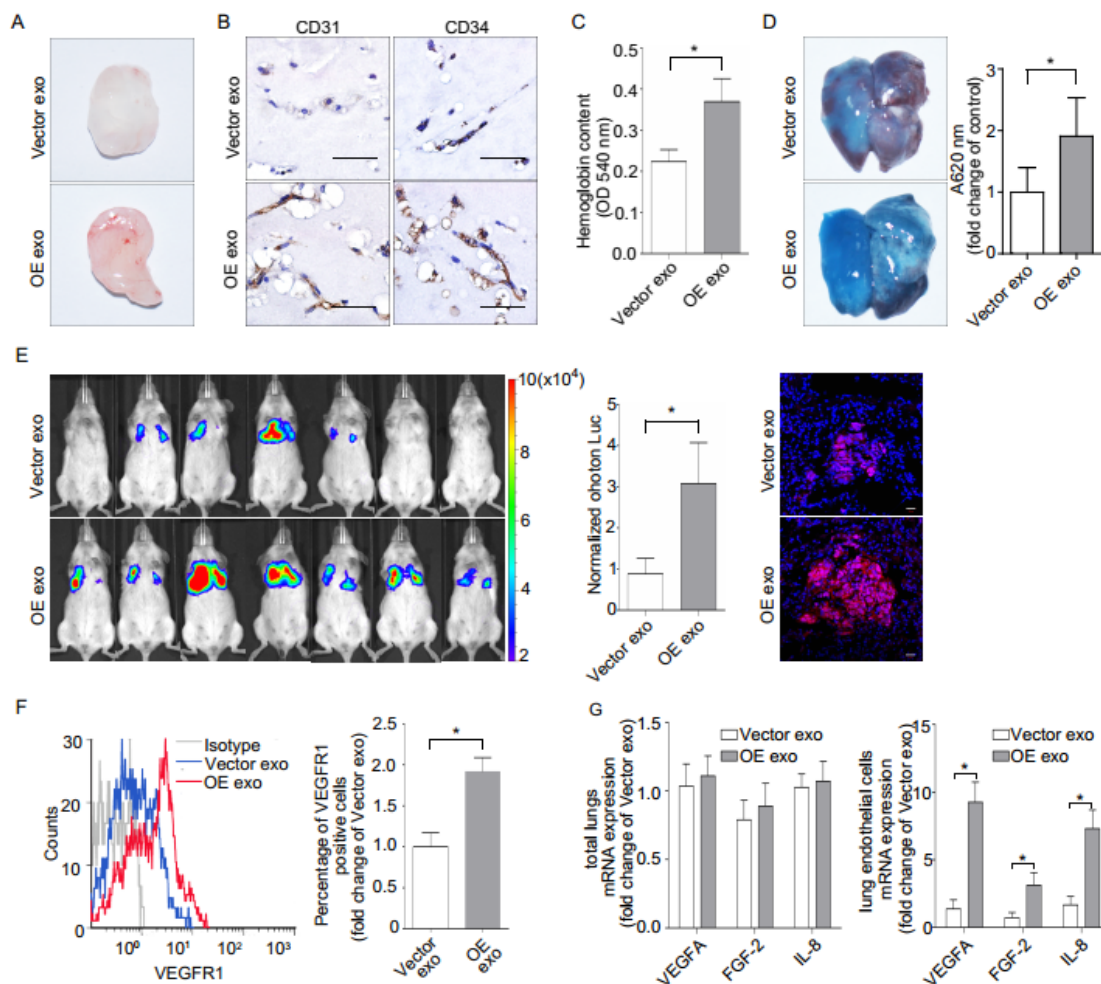 A
Vector exo
OE exo
B
CD31
CD34
Vector exo
OE exo
C
Hemoglobin content
(OD 540 nm)
0.5
0.4
0.3
0.2
0.1
0.0
*
Vector exo
OE exo
D
Vector exo
OE exo
A620 nm
(fold change of control)
3
2
1
0
*
Vector exo
OE exo
E
Vector exo
OE exo
10(x10⁴)
8
6
4
2
Normalized ohoton Luc
5
4
3
2
1
0
*
Vector exo
OE exo
Vector exo
OE exo
F
Counts
30
20
10
0
Isotype
Vector exo
OE exo
10⁰
10¹
10²
10³
VEGFR1
Percentage of VEGFR1
positive cells
(fold change of Vector exo)
2.5
2.0
1.5
1.0
0.5
0.0
*
Vector
exo
OE
exo
G
total lungs
mRNA expression
(fold change of Vector exo)
1.5
1.0
0.5
0.0
Vector exo
OE exo
VEGFA
FGF-2
IL-8
lung endothelial cells
mRNA expression
(fold change of Vector exo)
15
10
5
0
Vector exo
OE exo
*
*
*
VEGFA
FGF-2
IL-8